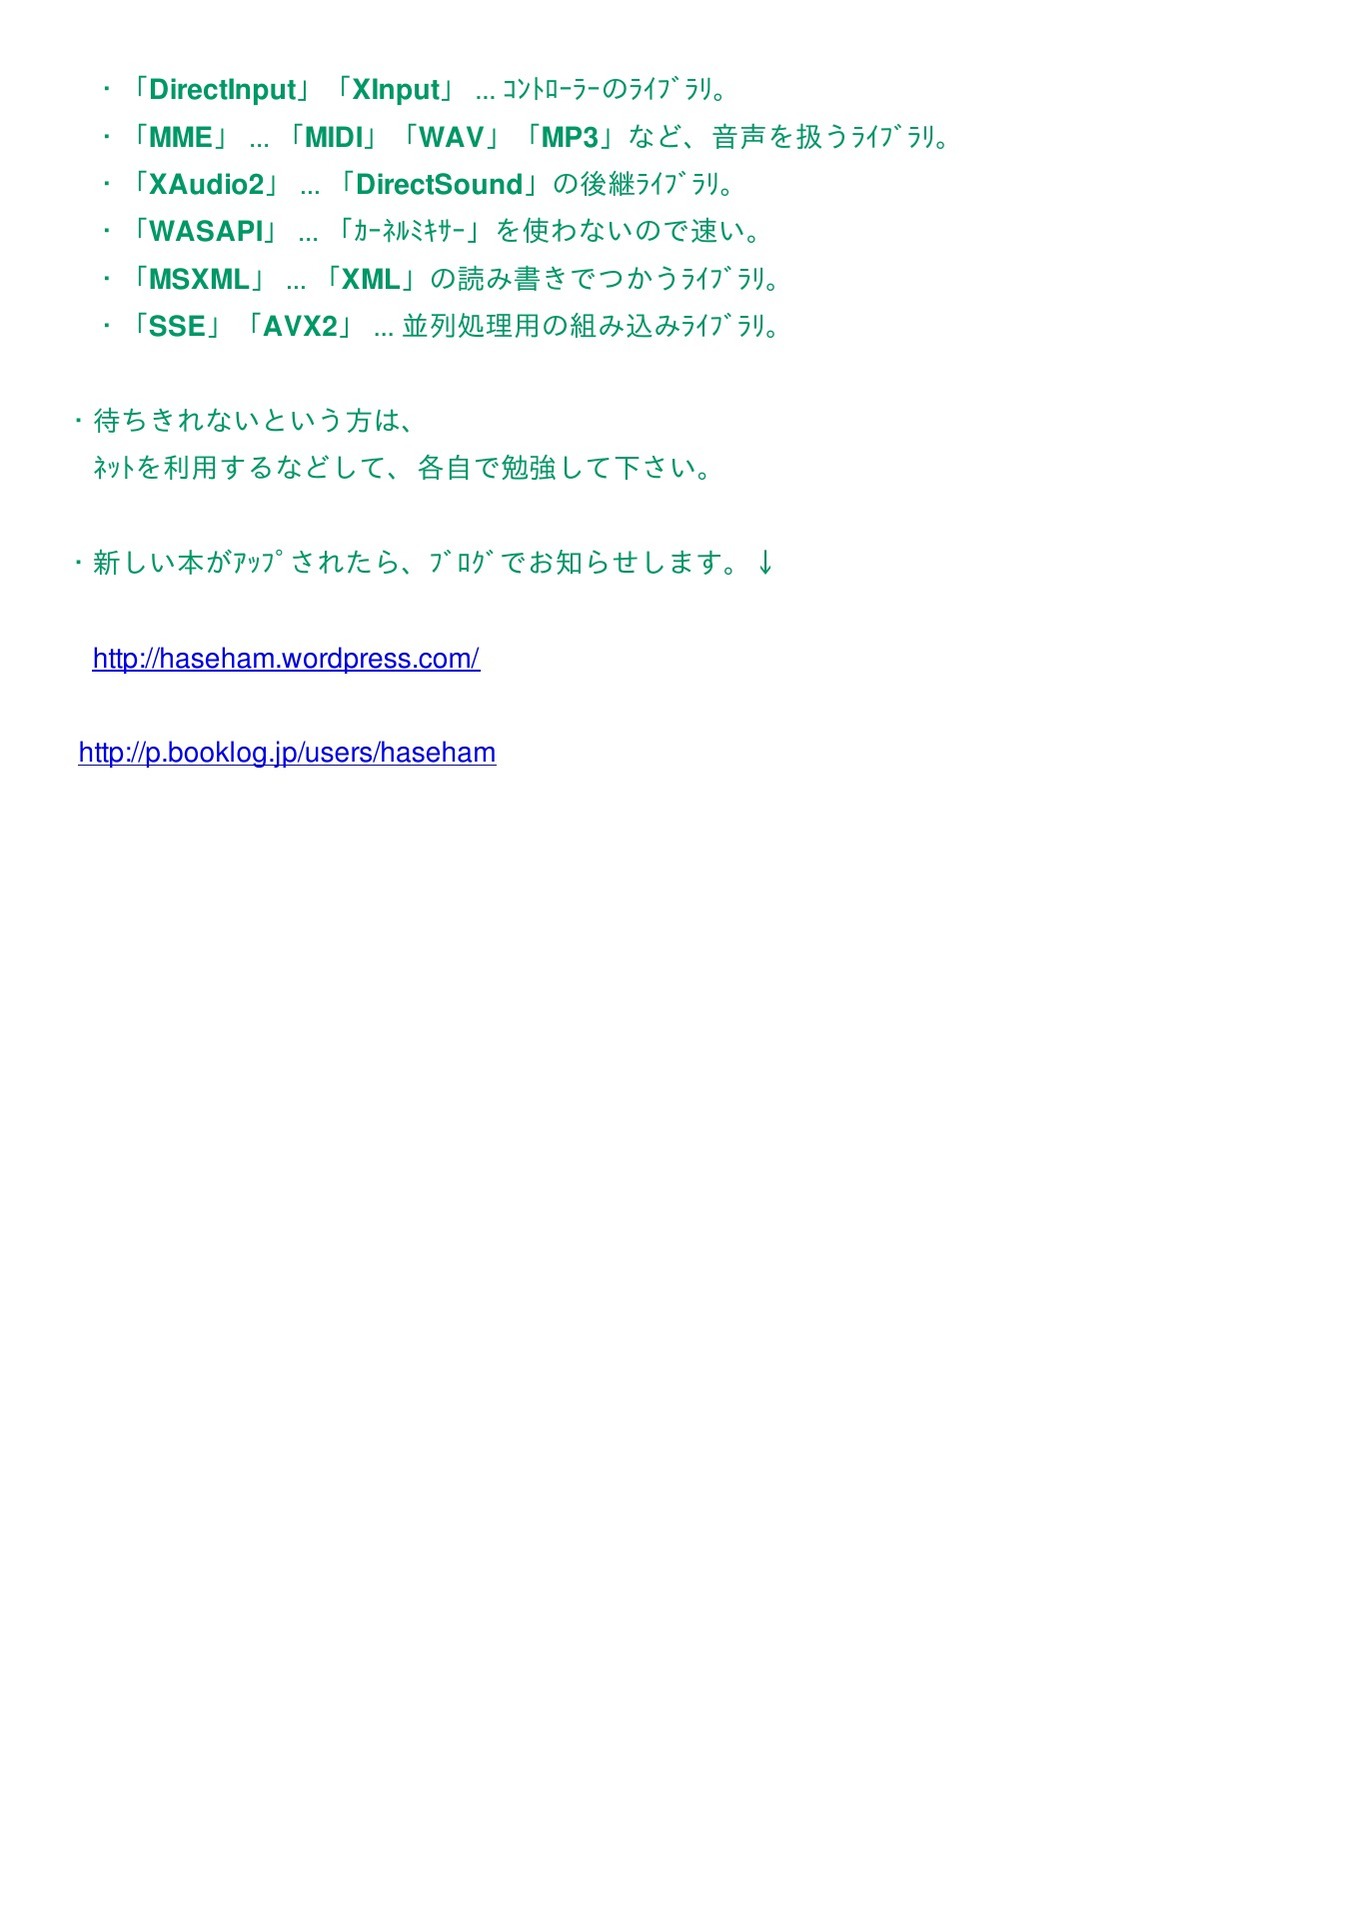 ・「DirectInput」「XInput」 ... ｺﾝﾄﾛｰﾗｰのﾗｲﾌﾞﾗﾘ。
・「MME」 ... 「MIDI」「WAV」「MP3」など、音声を扱うﾗｲﾌﾞﾗﾘ。
・「XAudio2」 ... 「DirectSound」の後継ﾗｲﾌﾞﾗﾘ。
・「WASAPI」 ... 「ｶｰﾈﾙﾐｷｻｰ」を使わないので速い。
・「MSXML」 ... 「XML」の読み書きでつかうﾗｲﾌﾞﾗﾘ。
・「SSE」「AVX2」 ... 並列処理用の組み込みﾗｲﾌﾞﾗﾘ。
・待ちきれないという方は、
ﾈｯﾄを利用するなどして、各自で勉強して下さい。
・新しい本がｱｯﾌﾟされたら、ﾌﾞﾛｸﾞでお知らせします。↓
http://haseham.wordpress.com/
http://p.booklog.jp/users/haseham